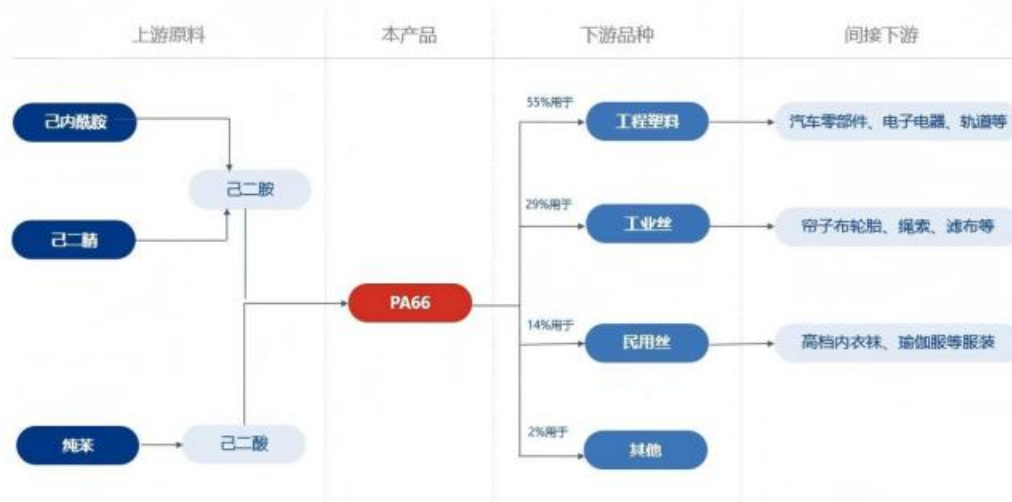 上游原料
本产品
下游品种
间接下游
己内酰胺
己二胺
己二腈
纯苯
己二酸
PA66
55%用于
工程塑料
汽车零部件、电子电器、轨道等
29%用于
工业丝
帘子布轮胎、绳索、滤布等
14%用于
民用丝
高档内衣袜、瑜伽服等服装
2%用于
其他